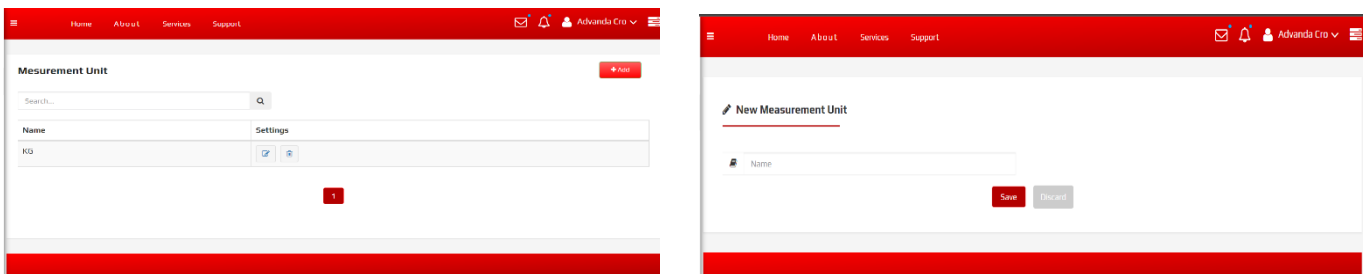 Home About Services Support Advanda Cro
Mesurement Unit
+ Add
Search...
Name Settings
KG
1
Home About Services Support Advanda Cro
New Measurement Unit
Name
Save Discard